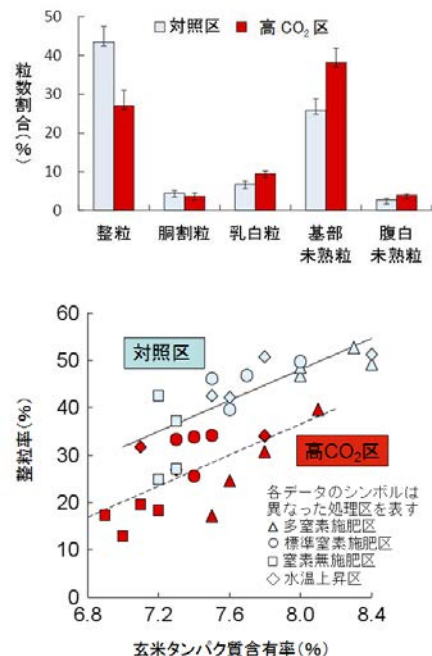 対照区 高CO₂区
粒数割合（％）
50
40
30
20
10
0
整粒 胴割粒 乳白粒 基部未熟粒 腹白未熟粒
60
50
40
30
20
10
0
整粒率（％）
対照区
高CO₂区
各データのシンボルは
異なった処理区を表す
△ 多窒素施肥区
○ 標準窒素施肥区
□ 窒素無施肥区
◇ 水温上昇区
6.8 7.2 7.6 8.0 8.4
玄米タンパク質含有率（％）